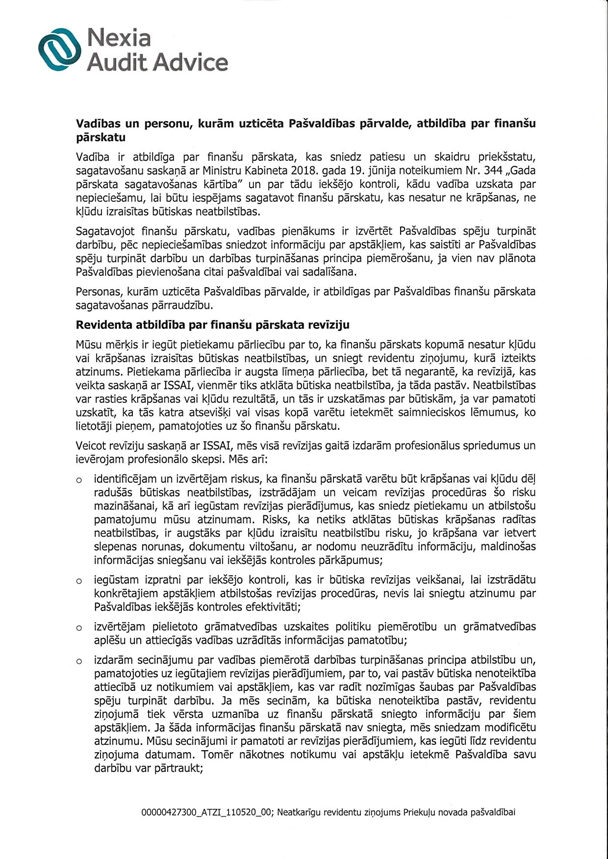 Nexia
Audit Advice
Vadības un personu, kurām uzticēta Pašvaldības pārvalde, atbildība par finanšu
pārskatu
Vadība ir atbildīga par finanšu pārskata, kas sniedz patiesu un skaidru priekšstatu,
sagatavošanu saskaņā ar Ministru Kabineta 2018. gada 19. jūnija noteikumiem Nr. 344 „Gada
pārskata sagatavošanas kārtība” un par tādu iekšējo kontroli, kādu vadība uzskata par
nepieciešamu, lai būtu iespējams sagatavot finanšu pārskatu, kas nesatur ne krāpšanas, ne
kļūdu izraisītas būtiskas neatbilstības.
Sagatavojot finanšu pārskatu, vadības pienākums ir izvērtēt Pašvaldības spēju turpināt
darbību, pēc nepieciešamības sniedzot informāciju par apstākļiem, kas saistīti ar Pašvaldības
spēju turpināt darbību un darbības turpināšanas principa piemērošanu, ja vien nav plānota
Pašvaldības pievienošana citai pašvaldībai vai sadalīšana.
Personas, kurām uzticēta Pašvaldības pārvalde, ir atbildīgas par Pašvaldības finanšu pārskata
sagatavošanas pārraudzību.
Revidenta atbildība par finanšu pārskata revīziju
Mūsu mērķis ir iegūt pietiekamu pārliecību par to, ka finanšu pārskats kopumā nesatur kļūdu
vai krāpšanas izraisītas būtiskas neatbilstības, un sniegt revidentu ziņojumu, kurā izteikts
atzinums. Pietiekama pārliecība ir augsta līmeņa pārliecība, bet tā negarantē, ka revīzijā, kas
veikta saskaņā ar ISSAI, vienmēr tiks atklāta būtiska neatbilstība, ja tāda pastāv. Neatbilstības
var rasties krāpšanas vai kļūdu rezultātā, un tās ir uzskatāmas par būtiskām, ja var pamatoti
uzskatīt, ka tās katra atsevišķi vai visas kopā varētu ietekmēt saimnieciskos lēmumus, ko
lietotāji pieņem, pamatojoties uz šo finanšu pārskatu.
Veicot revīziju saskaņā ar ISSAI, mēs visā revīzijas gaitā izdarām profesionālus spriedumus un
ievērojam profesionālo skepsi. Mēs arī:
o identificējam un izvērtējam riskus, ka finanšu pārskatā varētu būt krāpšanas vai kļūdu dēļ
radušās būtiskas neatbilstības, izstrādājam un veicam revīzijas procedūras šo risku
mazināšanai, kā arī iegūstam revīzijas pierādījumus, kas sniedz pietiekamu un atbilstošu
pamatojumu mūsu atzinumam. Risks, ka netiks atklātas būtiskas krāpšanas radītas
neatbilstības, ir augstāks par kļūdu izraisītu neatbilstību risku, jo krāpšana var ietvert
slepenas norunas, dokumentu viltošanu, ar nodomu neuzrādītu informāciju, maldinošas
informācijas sniegšanu vai iekšējās kontroles pārkāpumus;
o iegūstam izpratni par iekšējo kontroli, kas ir būtiska revīzijas veikšanai, lai izstrādātu
konkrētajiem apstākļiem atbilstošas revīzijas procedūras, nevis lai sniegtu atzinumu par
Pašvaldības iekšējās kontroles efektivitāti;
o izvērtējam pielietoto grāmatvedības uzskaites politiku piemērotību un grāmatvedības
aplēšu un attiecīgās vadības uzrādītās informācijas pamatotību;
o izdarām secinājumu par vadības piemērotā darbības turpināšanas principa atbilstību un,
pamatojoties uz iegūtajiem revīzijas pierādījumiem, par to, vai pastāv būtiska nenoteiktība
attiecībā uz notikumiem vai apstākļiem, kas var radīt nozīmīgas šaubas par Pašvaldības
spēju turpināt darbību. Ja mēs secinām, ka būtiska nenoteiktība pastāv, revidentu
ziņojumā tiek vērsta uzmanība uz finanšu pārskatā sniegto informāciju par šiem
apstākļiem. Ja šāda informācijas finanšu pārskatā nav sniegta, mēs sniedzam modificētu
atzinumu. Mūsu secinājumi ir pamatoti ar revīzijas pierādījumiem, kas iegūti līdz revidentu
ziņojuma datumam. Tomēr nākotnes notikumu vai apstākļu ietekmē Pašvaldība savu
darbību var pārtraukt;
00000427300_ATZI_110520_00; Neatkarīgu revidentu ziņojums Priekuļu novada pašvaldībai